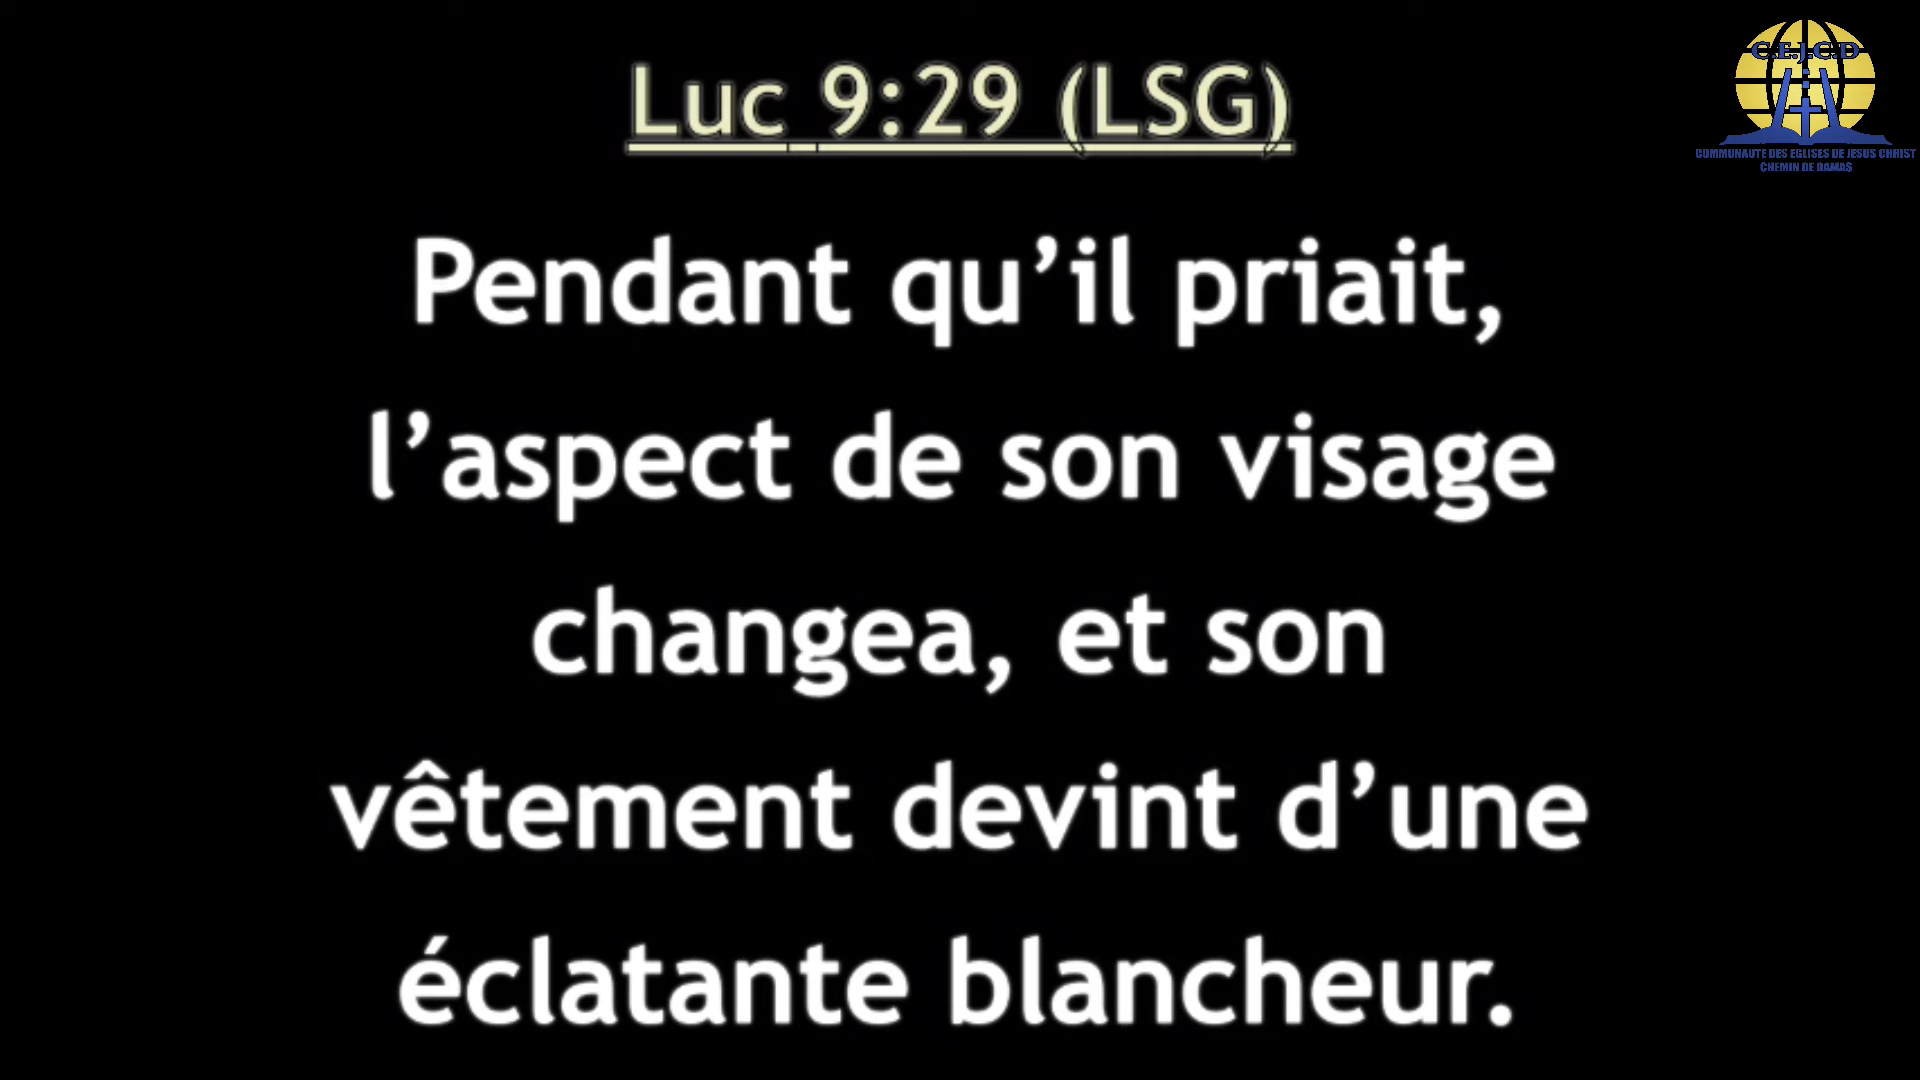 Luc 9:29 (LSG)
C.E.J.C.D
COMMUNAUTE DES EGLISES DE JESUS CHRIST
CHEMIN DE DAMAS
Pendant qu’il priait,
l’aspect de son visage
changea, et son
vêtement devint d’une
éclatante blancheur.